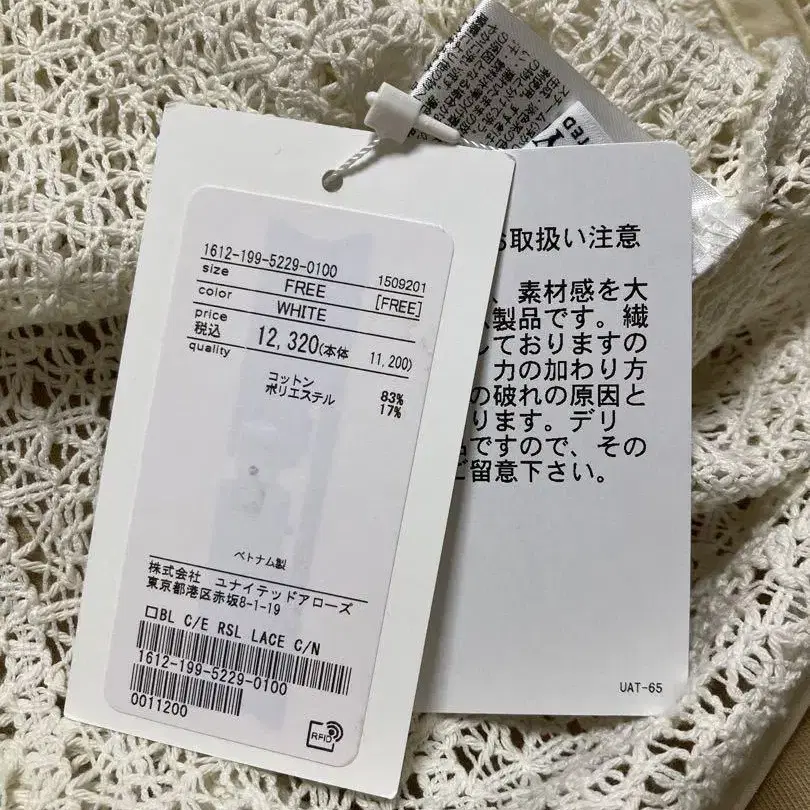 1612-199-5229-0100
1509201
size FREE [FREE]
color WHITE
price
税込 12,320(本体 11,200)
quality
コットン 83%
ポリエステル 17%
ベトナム製
株式会社 ユナイテッドアローズ
東京都港区赤坂8-1-19
口BL C/E RSL LACE C/N
1612-199-5229-0100
0011200
RFID
取扱い注意
、素材感を大
製品です。繊
しておりますの
力の加わり方
の破れの原因と
ります。デリ
ですので、その
ご留意下さい。
UAT-65
TED